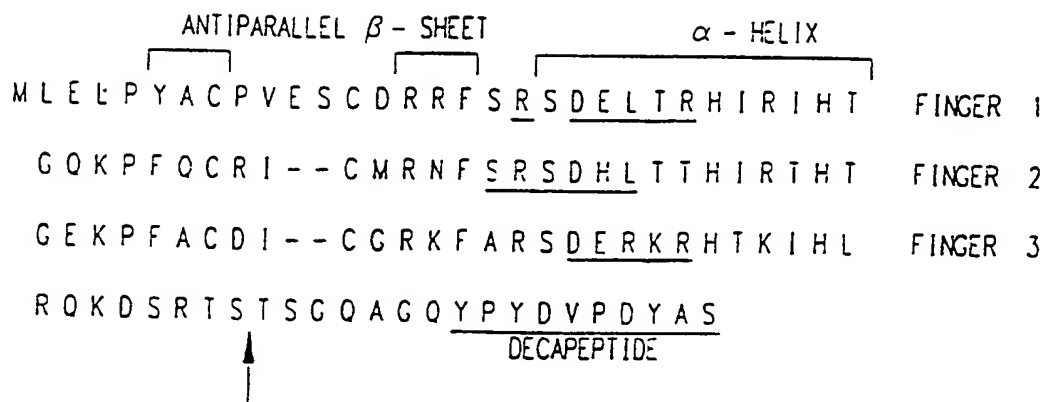 ANTIPARALLEL β - SHEET α - HELIX
M L E L P Y A C P V E S C D R R F S R S D E L T R H I R I H T FINGER 1
G Q K P F Q C R I - - C M R N F S R S D H L T T H I R T H T FINGER 2
G E K P F A C D I - - C G R K F A R S D E R K R H T K I H L FINGER 3
R Q K D S R T S T S G Q A G Q Y P Y D V P D Y A S
DECAPEPTIDE